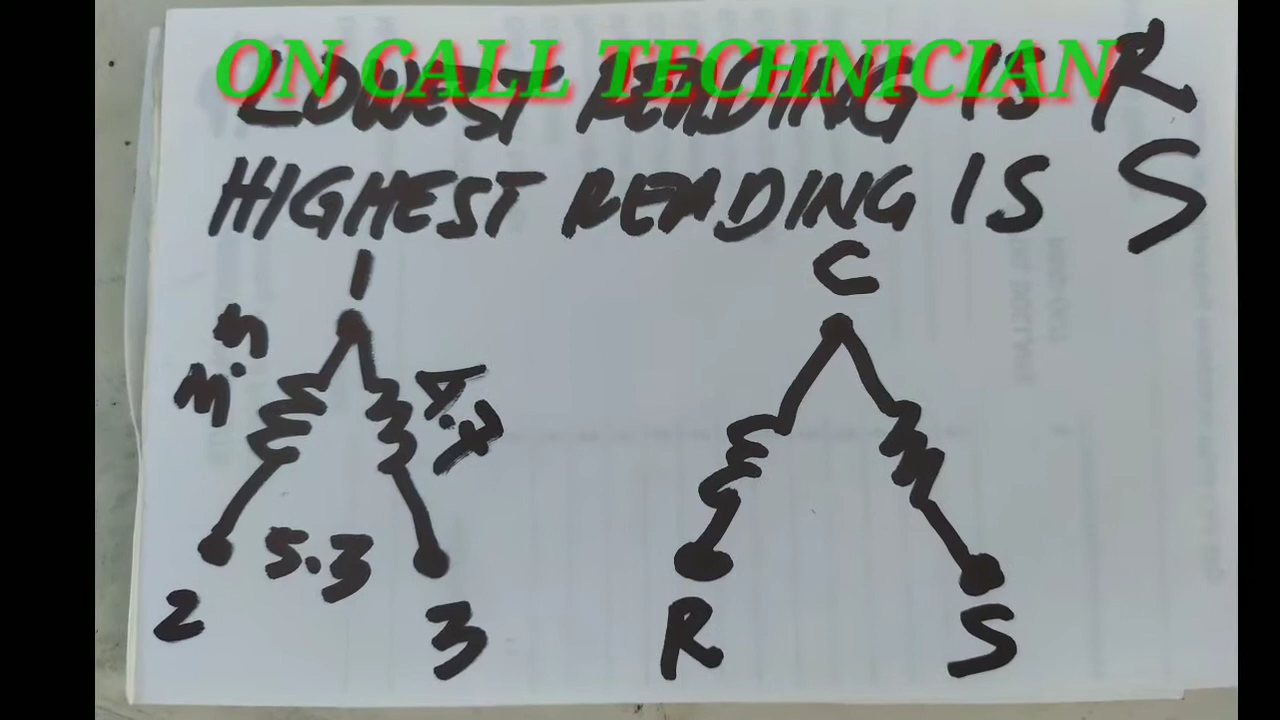 ON CALL TECHNICIAN
LOWEST READING IS R
HIGHEST READING IS S
1
C
5.3
2
3
R
S